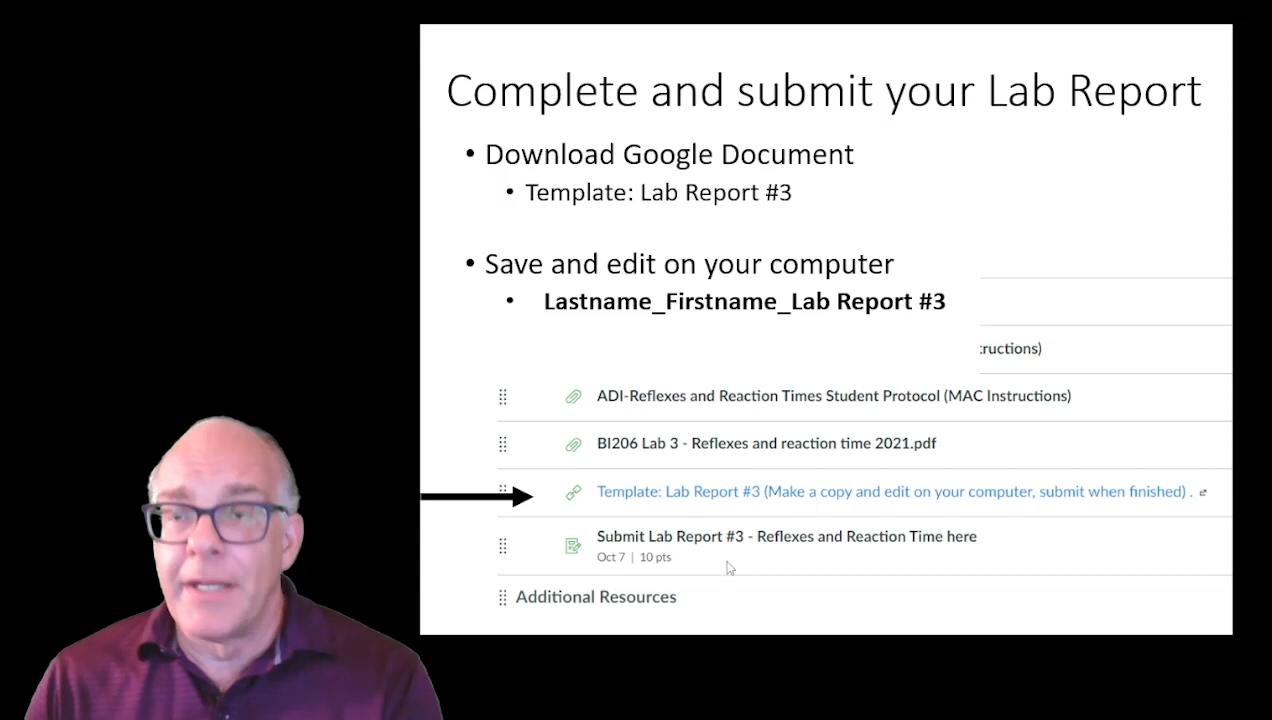 Complete and submit your Lab Report
• Download Google Document
• Template: Lab Report #3
• Save and edit on your computer
• Lastname_Firstname_Lab Report #3
tructions)
ADI-Reflexes and Reaction Times Student Protocol (MAC Instructions)
BI206 Lab 3 - Reflexes and reaction time 2021.pdf
Template: Lab Report #3 (Make a copy and edit on your computer, submit when finished) .
Submit Lab Report #3 - Reflexes and Reaction Time here
Oct 7 | 10 pts
Additional Resources